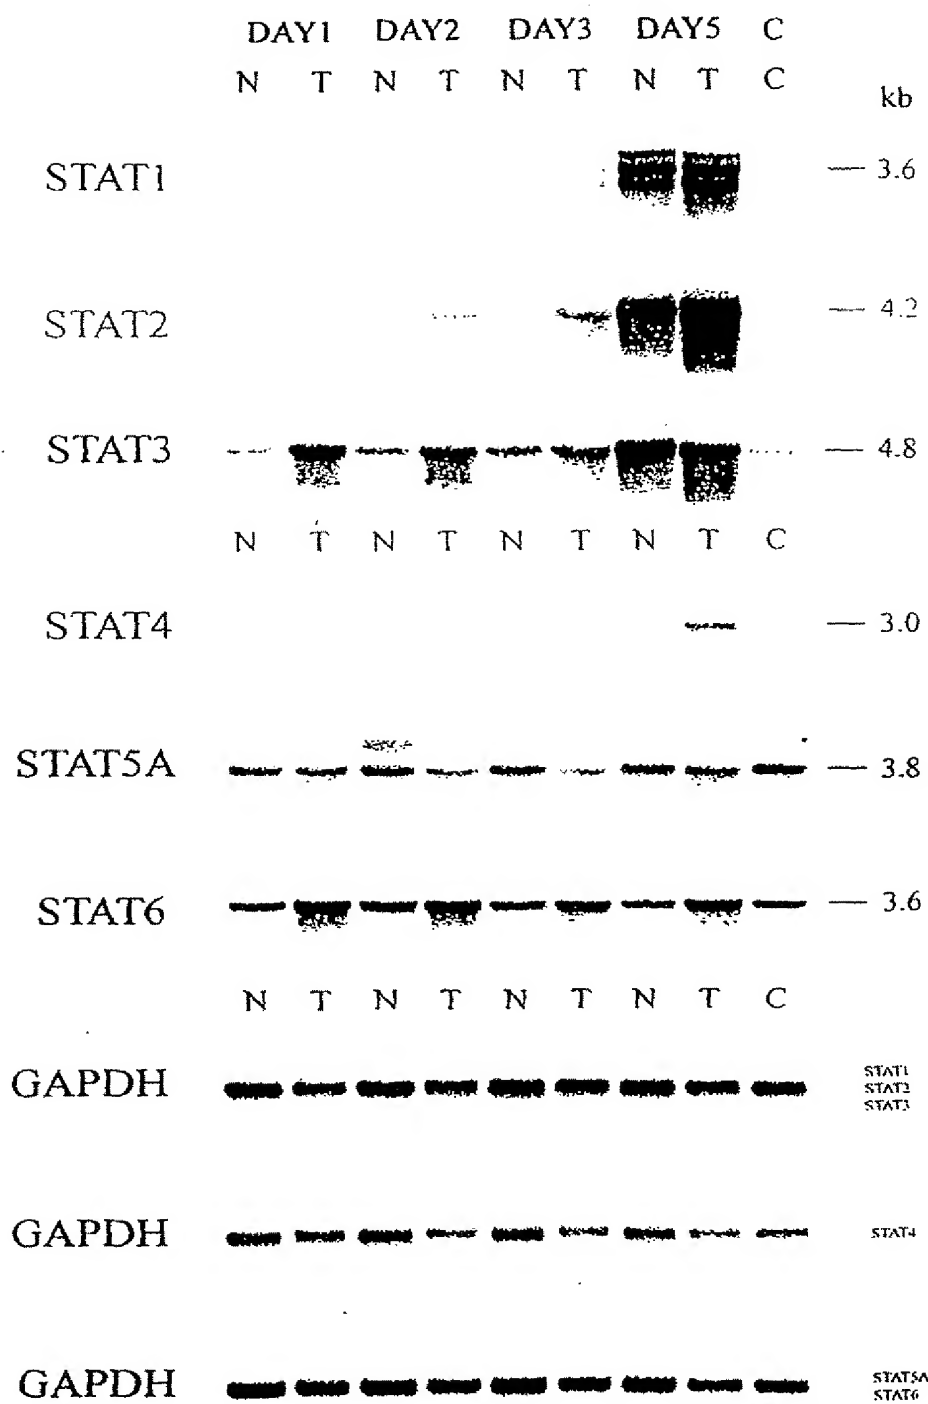 DAY1 DAY2 DAY3 DAY5 C
N T N T N T N T C
kb
STAT1 — 3.6
STAT2 — 4.2
STAT3 — 4.8
N T N T N T N T C
STAT4 — 3.0
STAT5A — 3.8
STAT6 — 3.6
N T N T N T N T C
GAPDH STAT1
STAT2
STAT3
GAPDH STAT4
GAPDH STAT5A
STAT6